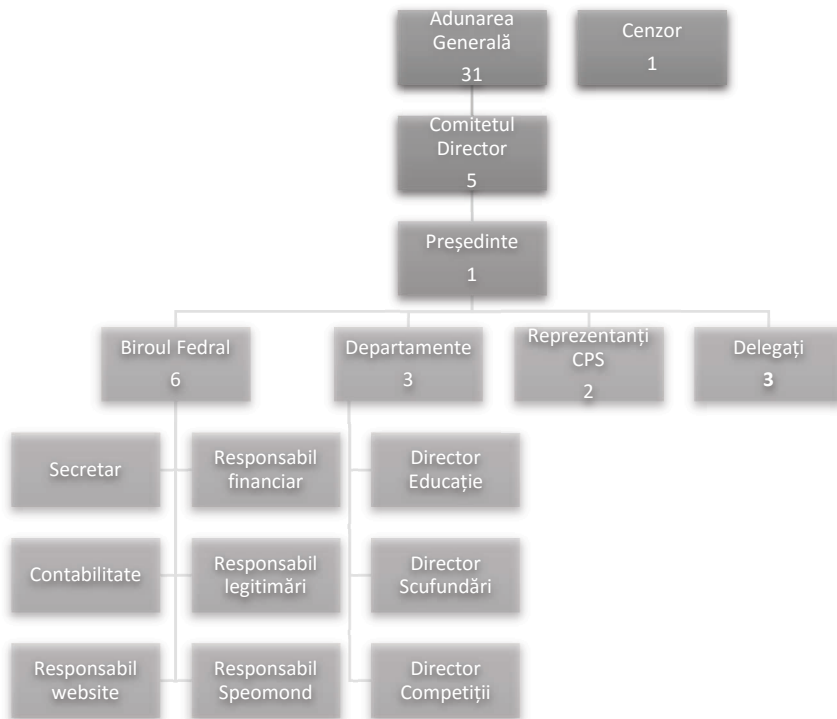 Adunarea
Generală
31
Cenzor
1
Comitetul
Director
5
Președinte
1
Biroul Fedral
6
Departamente
3
Reprezentanți
CPS
2
Delegați
3
Secretar
Responsabil
financiar
Director
Educație
Contabilitate
Responsabil
legitimări
Director
Scufundări
Responsabil
website
Responsabil
Speomond
Director
Competiții